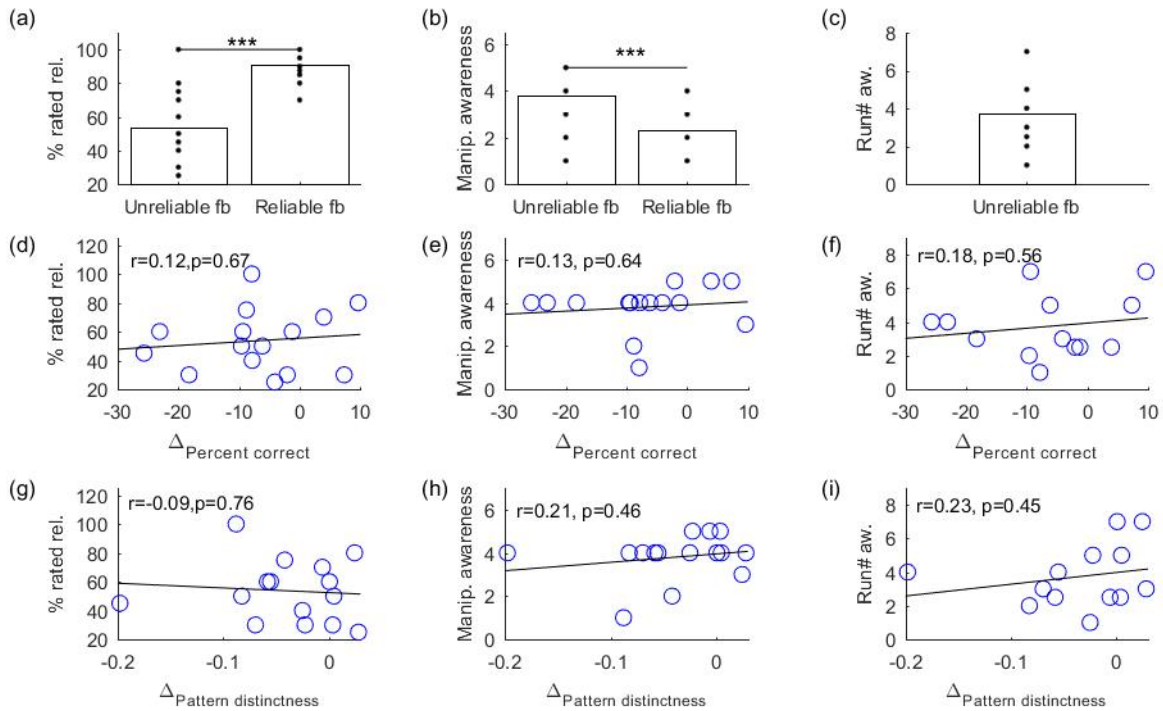 (a)
% rated rel.
100
80
60
40
20
***
Unreliable fb
Reliable fb
(b)
Manip. awareness
6
4
2
0
***
Unreliable fb
Reliable fb
(c)
Run# aw.
8
6
4
2
0
Unreliable fb
(d)
% rated rel.
120
100
80
60
40
20
r=0.12,p=0.67
-30
-20
-10
0
10
Δ Percent correct
(e)
Manip. awareness
6
4
2
0
r=0.13, p=0.64
-30
-20
-10
0
10
Δ Percent correct
(f)
Run# aw.
8
6
4
2
0
r=0.18, p=0.56
-30
-20
-10
0
10
Δ Percent correct
(g)
% rated rel.
120
100
80
60
40
20
r=-0.09,p=0.76
-0.2
-0.1
0
Δ Pattern distinctness
(h)
Manip. awareness
6
4
2
0
r=0.21, p=0.46
-0.2
-0.1
0
Δ Pattern distinctness
(i)
Run# aw.
8
6
4
2
0
r=0.23, p=0.45
-0.2
-0.1
0
Δ Pattern distinctness